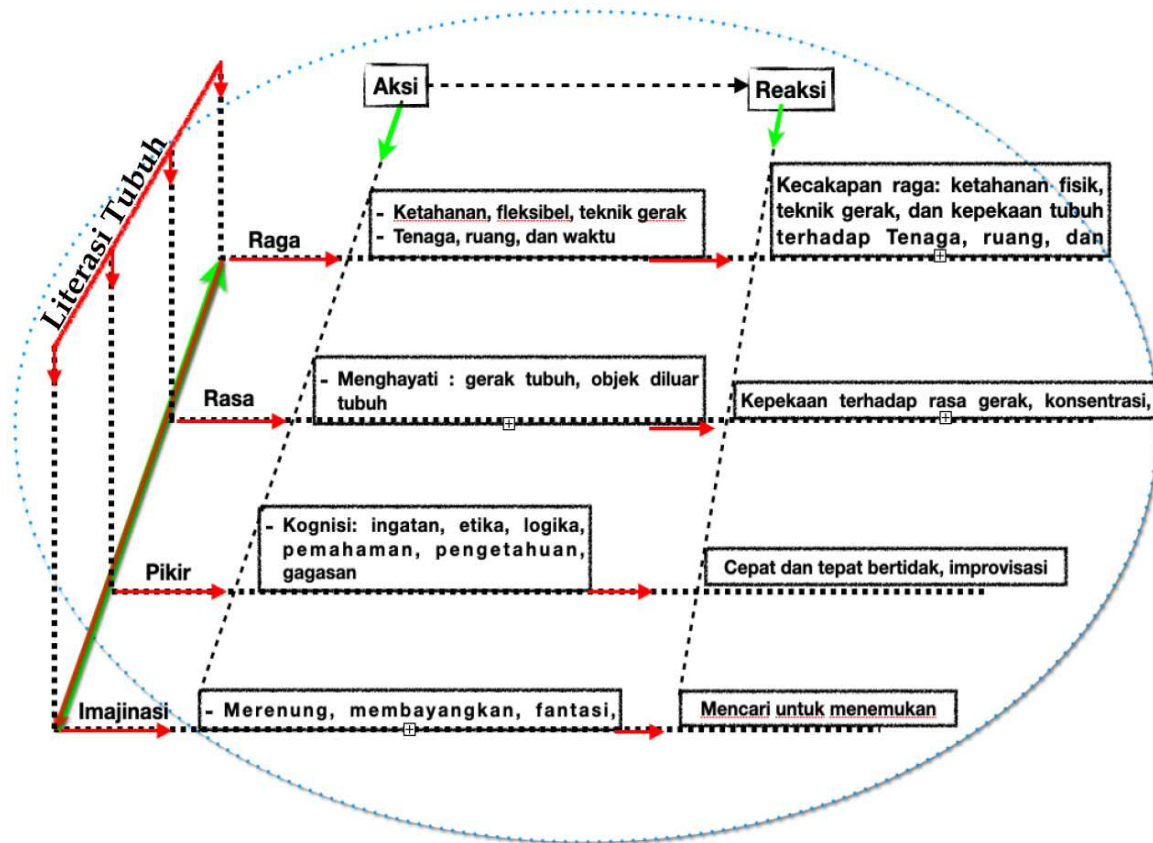 Literasi Tubuh
Aksi
Reaksi
Raga
- Ketahanan, fleksibel, teknik gerak
- Tenaga, ruang, dan waktu
Kecakapan raga: ketahanan fisik,
teknik gerak, dan kepekaan tubuh
terhadap Tenaga, ruang, dan
Rasa
- Menghayati : gerak tubuh, objek diluar
tubuh
Kepekaan terhadap rasa gerak, konsentrasi,
Pikir
- Kognisi: ingatan, etika, logika,
pemahaman, pengetahuan,
gagasan
Cepat dan tepat bertidak, improvisasi
Imajinasi
- Merenung, membayangkan, fantasi,
Mencari untuk menemukan